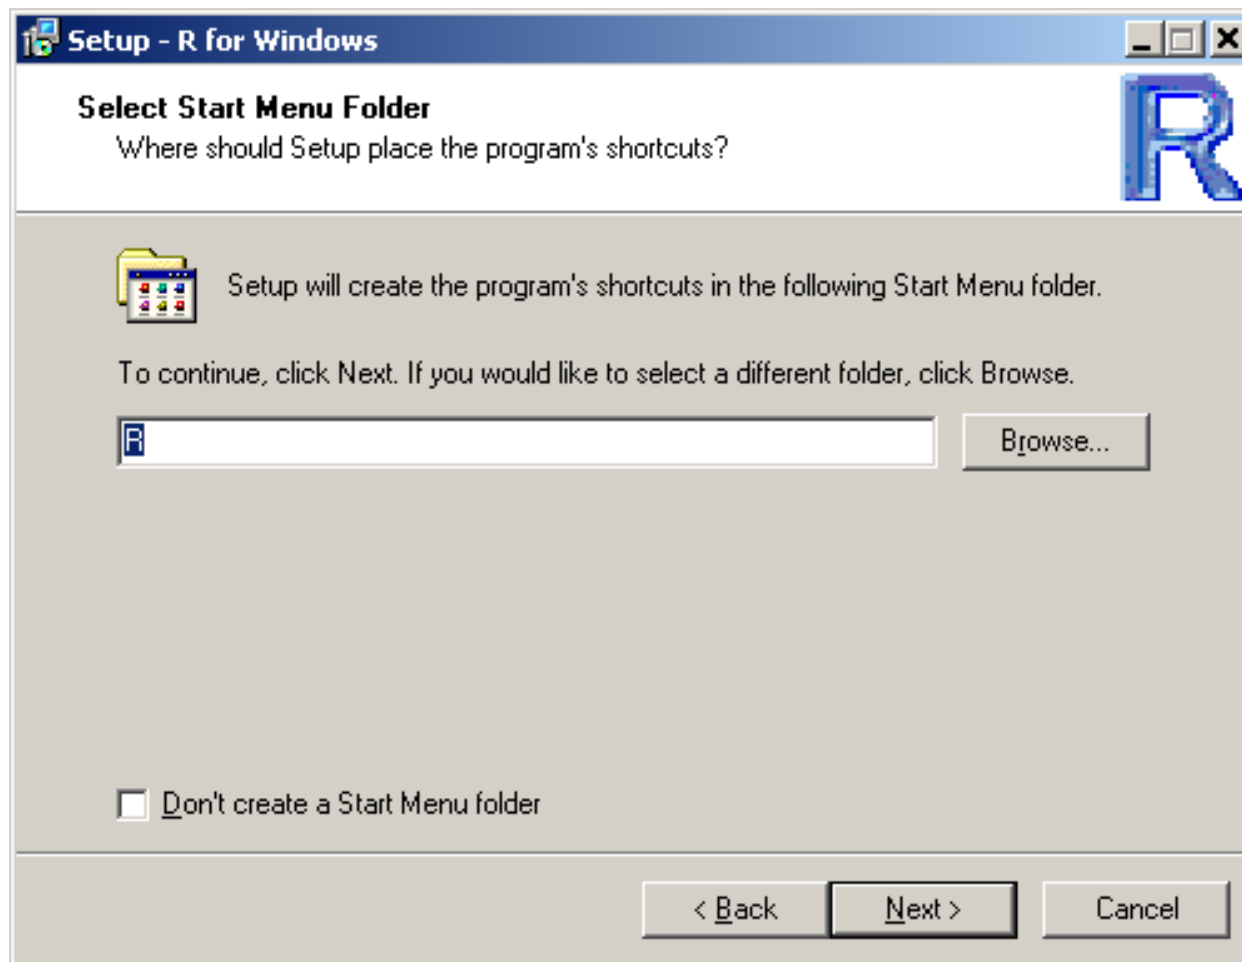 Setup - R for Windows
Select Start Menu Folder
Where should Setup place the program's shortcuts?
R
Setup will create the program's shortcuts in the following Start Menu folder.
To continue, click Next. If you would like to select a different folder, click Browse.
R
Browse...
Don't create a Start Menu folder
< Back
Next >
Cancel